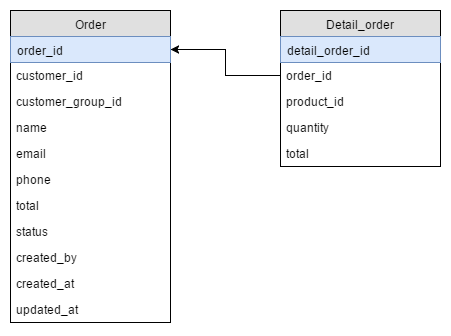 Order
order_id
customer_id
customer_group_id
name
email
phone
total
status
created_by
created_at
updated_at
Detail_order
detail_order_id
order_id
product_id
quantity
total